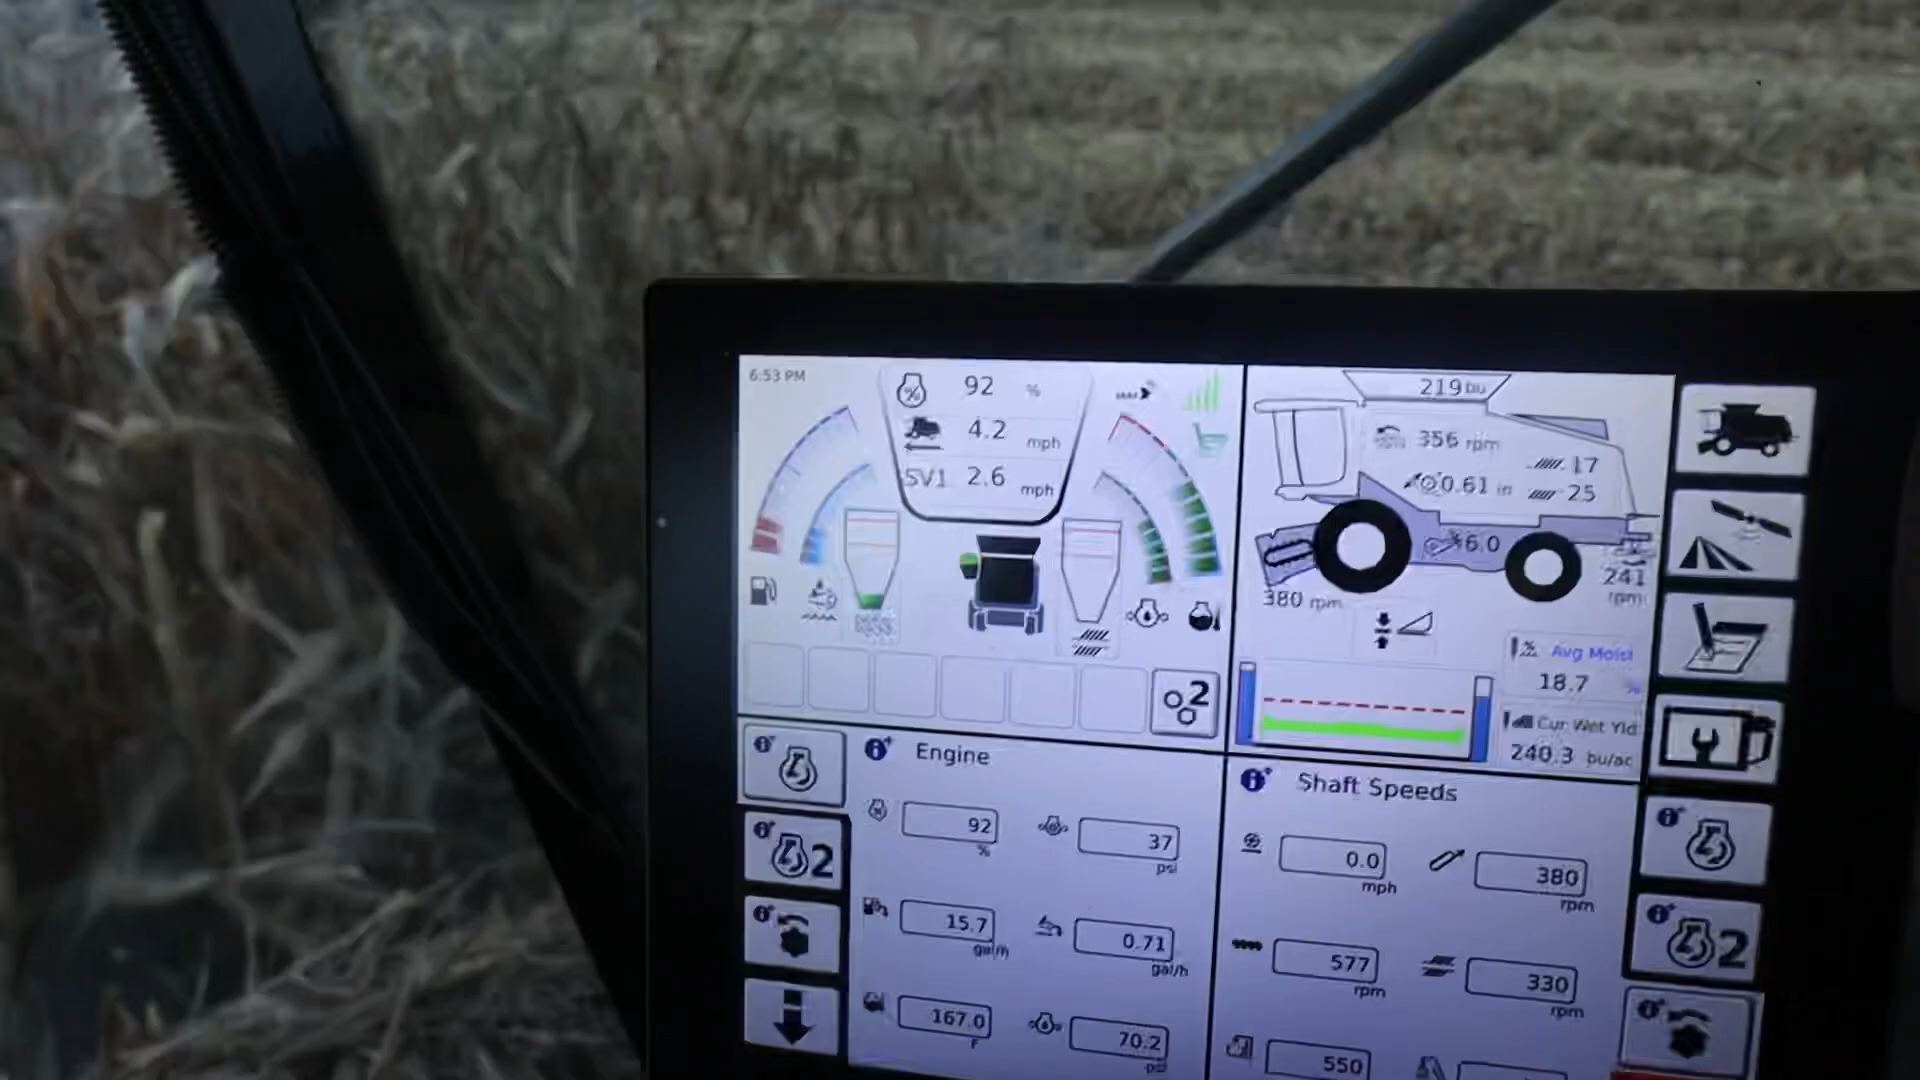 6:53 PM
92 %
4.2 mph
SV1 2.6 mph
2
219 bu
356 rpm
17
0.61 in
25
6.0
241 rpm
380 rpm
Avg Moist
18.7 %
Cur Wet Yld
240.3 bu/ac
Engine
92 %
37 psi
15.7 gal/h
0.71 gal/h
167.0 F
70.2 psi
2
Shaft Speeds
0.0 mph
380 rpm
577 rpm
330 rpm
550
2